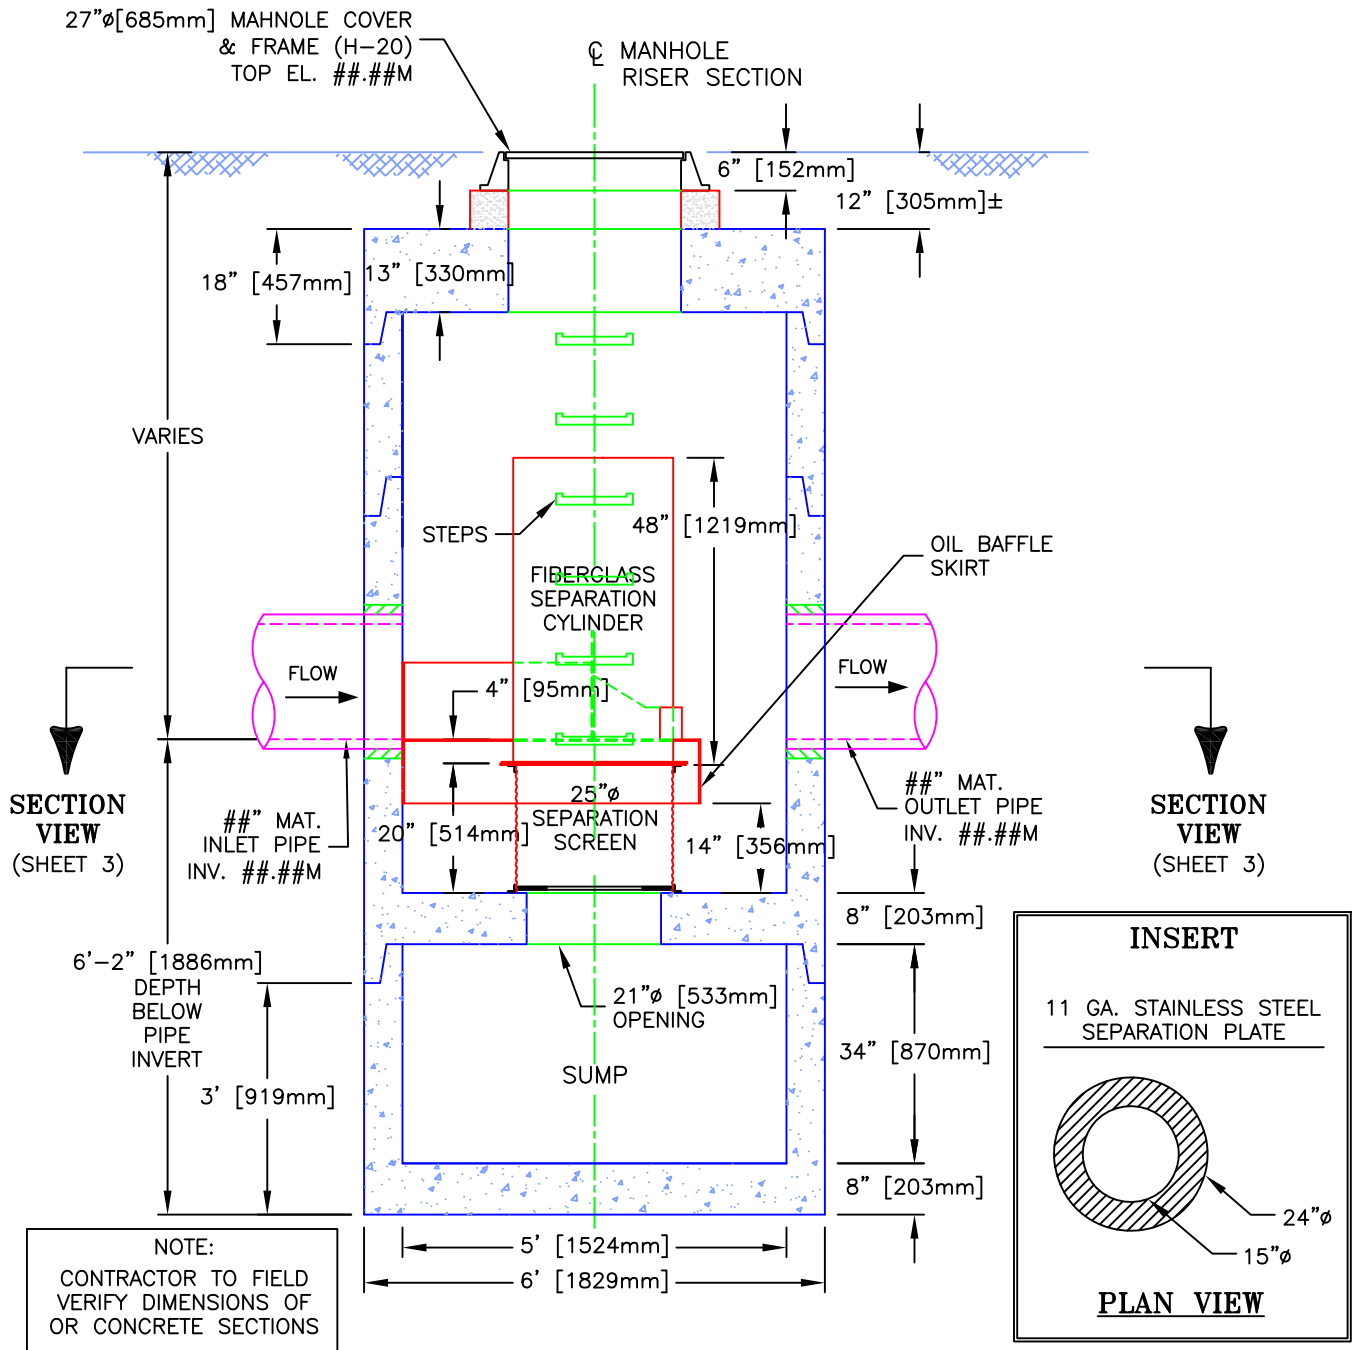 27"ø[685mm] MAHNOLE COVER
& FRAME (H-20)
TOP EL. ##.##M
℄ MANHOLE
RISER SECTION
6" [152mm]
12" [305mm]±
18" [457mm]
13" [330mm]
VARIES
STEPS
48" [1219mm]
OIL BAFFLE
SKIRT
FIBERGLASS
SEPARATION
CYLINDER
FLOW
FLOW
4" [95mm]
SECTION
VIEW
(SHEET 3)
##" MAT.
INLET PIPE
INV. ##.##M
20" [514mm]
25"ø
SEPARATION
SCREEN
14" [356mm]
##" MAT.
OUTLET PIPE
INV. ##.##M
SECTION
VIEW
(SHEET 3)
8" [203mm]
6'-2" [1886mm]
DEPTH
BELOW
PIPE
INVERT
21"ø [533mm]
OPENING
34" [870mm]
3' [919mm]
SUMP
8" [203mm]
5' [1524mm]
6' [1829mm]
NOTE:
CONTRACTOR TO FIELD
VERIFY DIMENSIONS OF
OR CONCRETE SECTIONS
INSERT
11 GA. STAINLESS STEEL
SEPARATION PLATE
24"ø
15"ø
PLAN VIEW